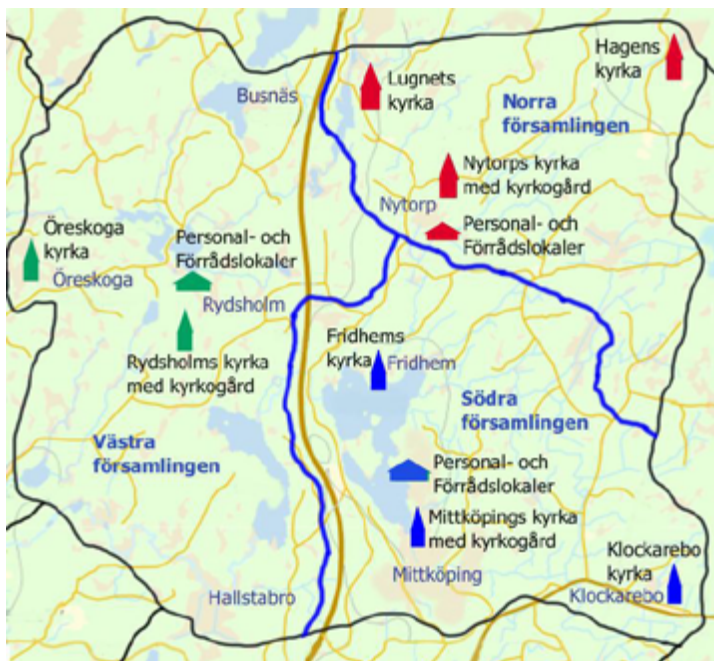 Hagens
kyrka
Lugnets
kyrka
Busnäs
Norra
församlingen
Nytorps kyrka
med kyrkogård
Nytorp
Personal- och
Förrådslokaler
Öreskoga
kyrka
Öreskoga
Personal- och
Förrådslokaler
Rydsholm
Rydsholms kyrka
med kyrkogård
Fridhems
kyrka
Fridhem
Södra
församlingen
Västra
församlingen
Personal- och
Förrådslokaler
Mittköpings kyrka
med kyrkogård
Mittköping
Klockarebo
kyrka
Klockarebo
Hallstabro